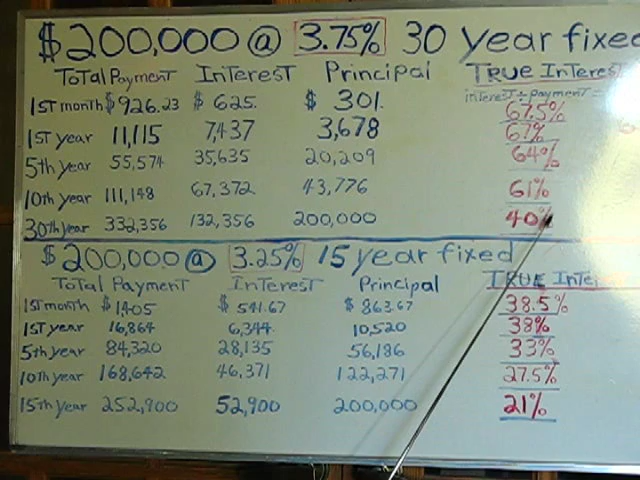 $200,000 @ 3.75% 30 Year fixed
Total Payment Interest Principal TRUE Interest
interest ÷ payment =
1st month $926.23 $625. $301. 67.5%
1st year 11,115 7,437 3,678 67%
5th year 55,574 35,635 20,209 64%
10th year 111,148 67,372 43,776 61%
30th year 332,356 132,356 200,000 40%
$200,000 @ 3.25% 15 year fixed
Total Payment Interest Principal TRUE Inte
1st month $1,405 $541.67 $863.67 38.5%
1st year 16,864 6,344 10,520 38%
5th year 84,320 28,135 56,186 33%
10th year 168,642 46,371 122,271 27.5%
15th year 252,900 52,900 200,000 21%